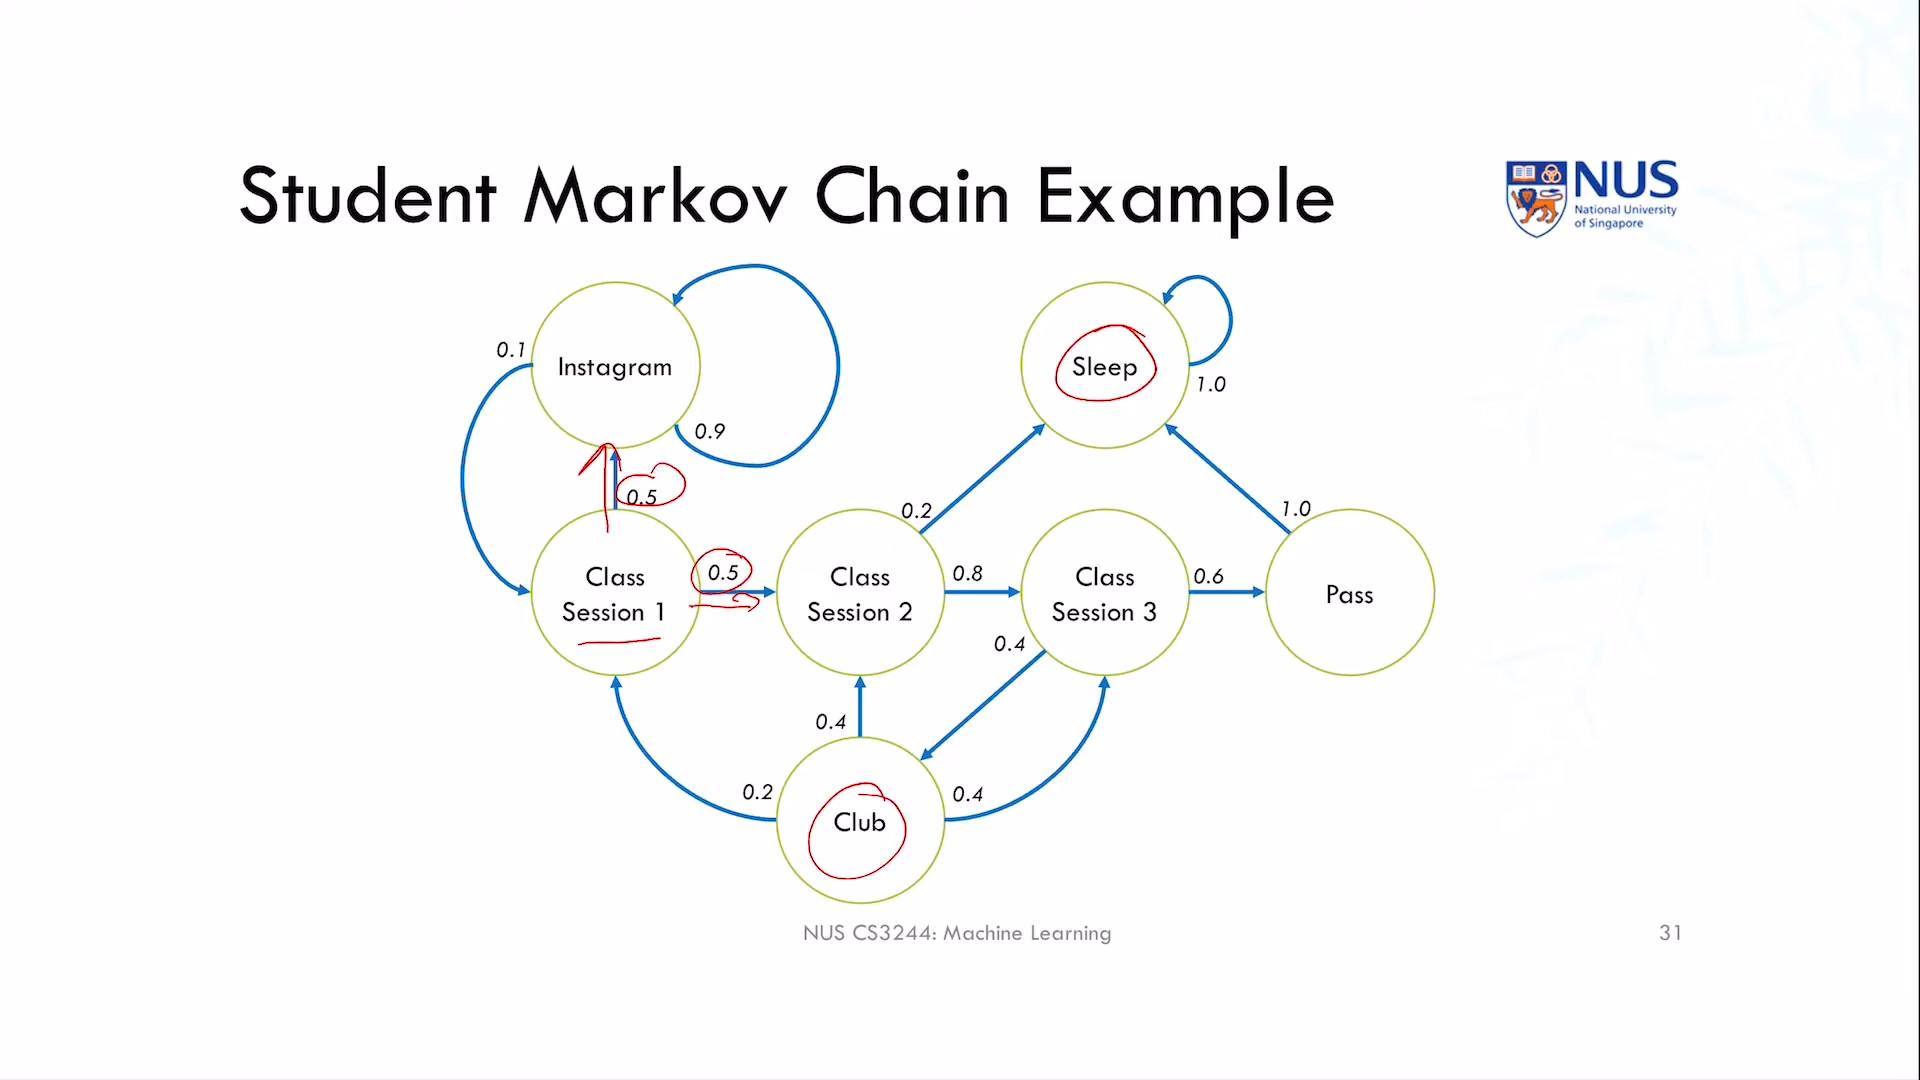 Student Markov Chain Example
NUS
National University
of Singapore
Instagram
0.1
0.9
Sleep
1.0
0.5
Class
Session 1
0.5
Class
Session 2
0.2
0.8
Class
Session 3
0.6
1.0
Pass
0.4
0.4
0.2
Club
0.4
NUS CS3244: Machine Learning
31